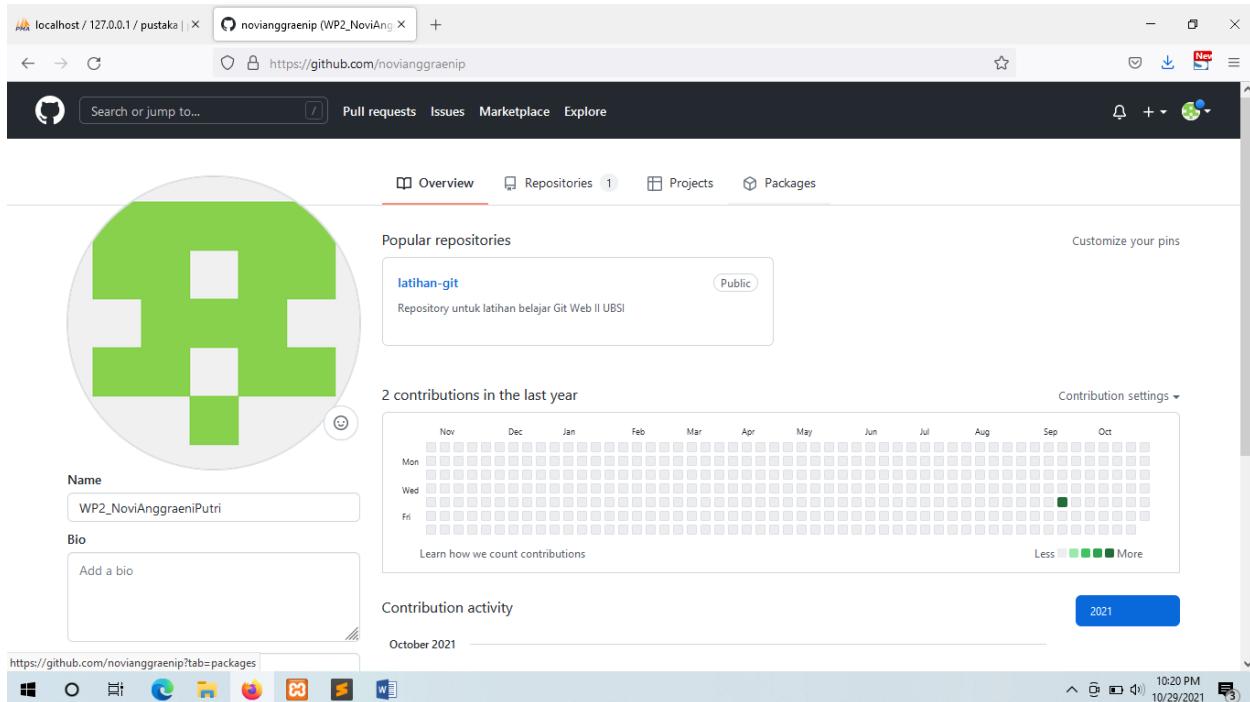 localhost / 127.0.0.1 / pustaka |
novianggraenip (WP2_NoviAng
https://github.com/novianggraenip
New
Search or jump to...
/
Pull requests Issues Marketplace Explore
Overview Repositories 1 Projects Packages
Popular repositories
Customize your pins
latihan-git
Public
Repository untuk latihan belajar Git Web II UBSI
2 contributions in the last year
Contribution settings
Nov Dec Jan Feb Mar Apr May Jun Jul Aug Sep Oct
Mon
Wed
Fri
Learn how we count contributions
Less More
Name
WP2_NoviAnggraeniPutri
Bio
Add a bio
Contribution activity
2021
October 2021
https://github.com/novianggraenip?tab=packages
10:20 PM
10/29/2021
3